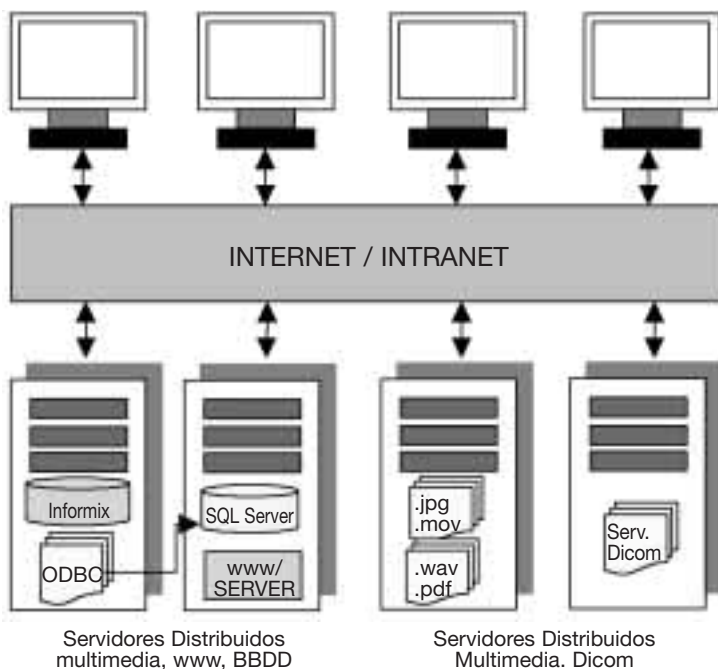 INTERNET / INTRANET
Informix
ODBC
SQL Server
www/
SERVER
.jpg
.mov
.wav
.pdf
Serv.
Dicom
Servidores Distribuidos
multimedia, www, BBDD
Servidores Distribuidos
Multimedia. Dicom